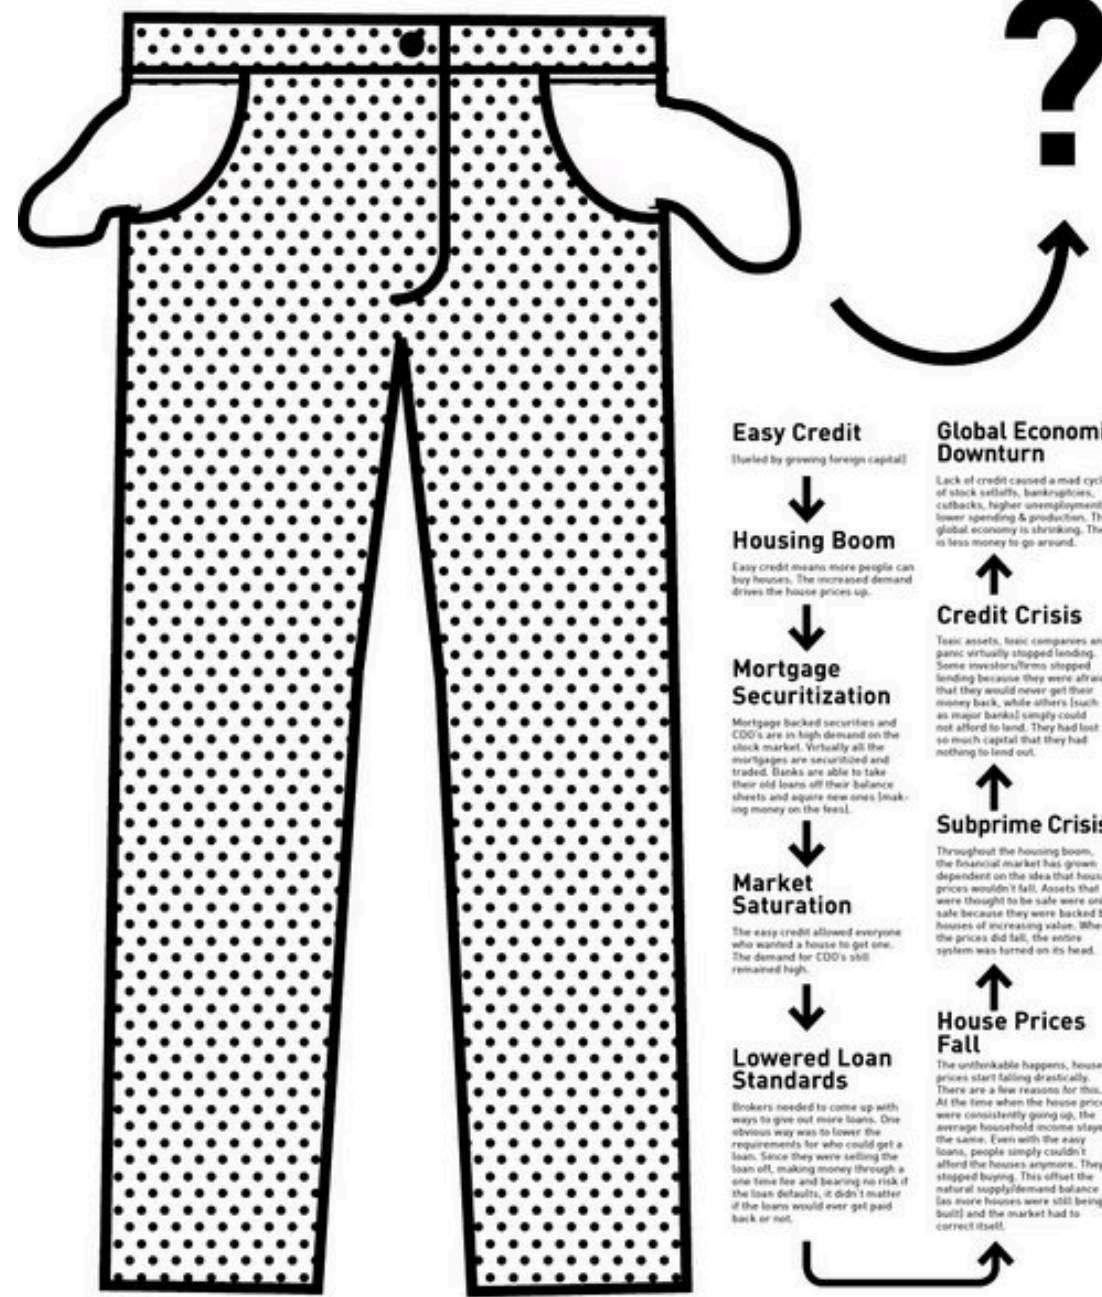 ?
Easy Credit
[fueled by growing foreign capital]
Housing Boom
Easy credit means more people can
buy houses. The increased demand
drives the house prices up.
Mortgage
Securitization
Mortgage backed securities and
CDO's are in high demand on the
stock market. Virtually all the
mortgages are securitized and
traded. Banks are able to take
their old loans off their balance
sheets and aquire new ones [mak-
ing money on the fees].
Market
Saturation
The easy credit allowed everyone
who wanted a house to get one.
The demand for CDO's still
remained high.
Lowered Loan
Standards
Brokers needed to come up with
ways to give out more loans. One
obvious way was to lower the
requirements for who could get a
loan. Since they were selling the
loan off, making money through a
one time fee and bearing no risk if
the loan defaults, it didn't matter
if the loans would ever get paid
back or not.
Global Economi
Downturn
Lack of credit caused a mad cycl
of stock selloffs, bankruptcies,
cutbacks, higher unemployment
lower spending & production. Th
global economy is shrinking. The
is less money to go around.
Credit Crisis
Toxic assets, toxic companies an
panic virtually stopped lending.
Some investors/firms stopped
lending because they were afraid
that they would never get their
money back, while others [such
as major banks] simply could
not afford to lend. They had lost
so much capital that they had
nothing to lend out.
Subprime Crisis
Throughout the housing boom,
the financial market has grown
dependent on the idea that house
prices wouldn't fall. Assets that
were thought to be safe were onl
safe because they were backed b
houses of increasing value. When
the prices did fall, the entire
system was turned on its head.
House Prices
Fall
The unthinkable happens, house
prices start falling drastically.
There are a few reasons for this.
At the time when the house price
were consistently going up, the
average household income staye
the same. Even with the easy
loans, people simply couldn't
afford the houses anymore. They
stopped buying. This offset the
natural supply/demand balance
[as more houses were still being
built] and the market had to
correct itself.